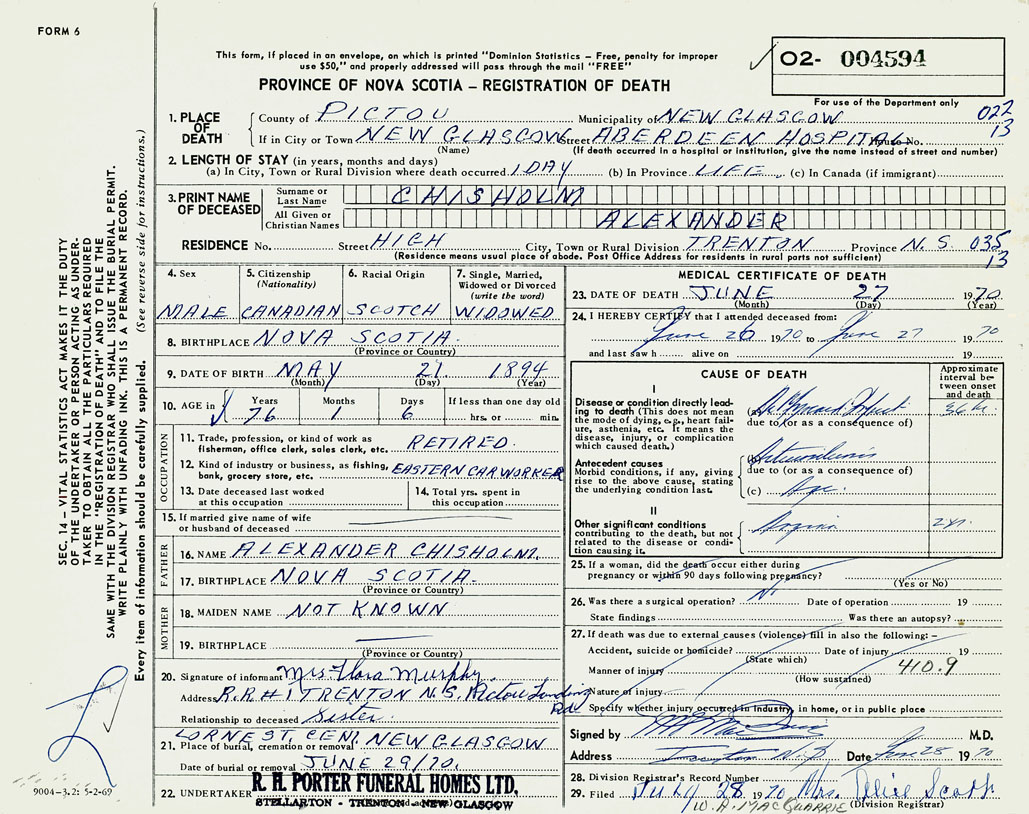 FORM 6
This form, if placed in an envelope, on which is printed "Dominion Statistics – Free, penalty for improper
use $50," and properly addressed will pass through the mail "FREE"
O2- 004594
PROVINCE OF NOVA SCOTIA – REGISTRATION OF DEATH
For use of the Department only
1. PLACE OF DEATH County of PICTOU Municipality of NEW GLASGOW 022
If in City or Town NEW GLASGOW Street ABERDEEN HOSPITAL House No. 13
(Name) (If death occurred in a hospital or institution, give the name instead of street and number)
2. LENGTH OF STAY (in years, months and days)
(a) In City, Town or Rural Division where death occurred 1 DAY (b) In Province LIFE (c) In Canada (if immigrant)
3. PRINT NAME OF DECEASED Surname or Last Name CHISHOLM
All Given or Christian Names ALEXANDER
RESIDENCE No. Street HIGH City, Town or Rural Division TRENTON Province N. S. 035
(Residence means usual place of abode. Post Office Address for residents in rural parts not sufficient) 13
4. Sex MALE
5. Citizenship (Nationality) CANADIAN
6. Racial Origin SCOTCH
7. Single, Married, Widowed or Divorced (write the word) WIDOWED
8. BIRTHPLACE NOVA SCOTIA
(Province or Country)
9. DATE OF BIRTH MAY 21 1894
(Month) (Day) (Year)
10. AGE in Years Months Days If less than one day old
76 1 6 hrs. or min.
OCCUPATION
11. Trade, profession, or kind of work as fisherman, office clerk, sales clerk, etc. RETIRED
12. Kind of industry or business, as fishing, bank, grocery store, etc. EASTERN CAR WORKER
13. Date deceased last worked at this occupation
14. Total yrs. spent in this occupation
15. If married give name of wife or husband of deceased
FATHER
16. NAME ALEXANDER CHISHOLM
17. BIRTHPLACE NOVA SCOTIA
(Province or Country)
MOTHER
18. MAIDEN NAME NOT KNOWN
19. BIRTHPLACE
(Province or Country)
20. Signature of informant Mrs Flora Murphy
Address R.R.#1 TRENTON N.S. Pictou Landing Rd.
Relationship to deceased Sister
LORNE ST. CEM. NEW GLASGOW
21. Place of burial, cremation or removal
Date of burial or removal JUNE 29/70.
22. UNDERTAKER R. H. PORTER FUNERAL HOMES LTD.
STELLARTON - TRENTON - NEW GLASGOW
MEDICAL CERTIFICATE OF DEATH
23. DATE OF DEATH JUNE 27 1970
(Month) (Day) (Year)
24. I HEREBY CERTIFY that I attended deceased from:
June 26 1970 to June 27 1970
and last saw h alive on 19
CAUSE OF DEATH
Approximate interval between onset and death
I
Disease or condition directly leading to death (This does not mean the mode of dying, e.g., heart failure, asthenia, etc. It means the disease, injury, or complication which caused death.)
(a) 36 hr.
due to (or as a consequence of)
Antecedent causes
Morbid conditions, if any, giving rise to the above cause, stating the underlying condition last.
(b)
due to (or as a consequence of)
(c) Age
II
Other significant conditions contributing to the death, but not related to the disease or condition causing it.
Angina
25. If a woman, did the death occur either during
pregnancy or within 90 days following pregnancy?
(Yes or No)
26. Was there a surgical operation? No Date of operation 19
State findings Was there an autopsy?
27. If death was due to external causes (violence) fill in also the following: –
Accident, suicide or homicide? Date of injury 19
(State which)
Manner of injury 410.9
(How sustained)
Nature of injury
Specify whether injury occurred in Industry, in home, or in public place
Signed by M.D.
Address Trenton N.S. Date June 28 1970
28. Division Registrar's Record Number
29. Filed July 28 1970 Mrs. Alice Scott
W. A. MACQUARRIE (Division Registrar)
SEC. 14 – VITAL STATISTICS ACT MAKES IT THE DUTY
OF THE UNDERTAKER OR PERSON ACTING AS UNDERTAKER
TO OBTAIN ALL THE PARTICULARS REQUIRED
IN THE "REGISTRATION OF DEATH" AND TO FILE THE
SAME WITH THE DIVISION REGISTRAR WHO SHALL ISSUE THE BURIAL PERMIT.
WRITE PLAINLY WITH UNFADING INK. THIS IS A PERMANENT RECORD.
Every item of information should be carefully supplied. (See reverse side for instructions.)
9004-3.2: 5-2-69